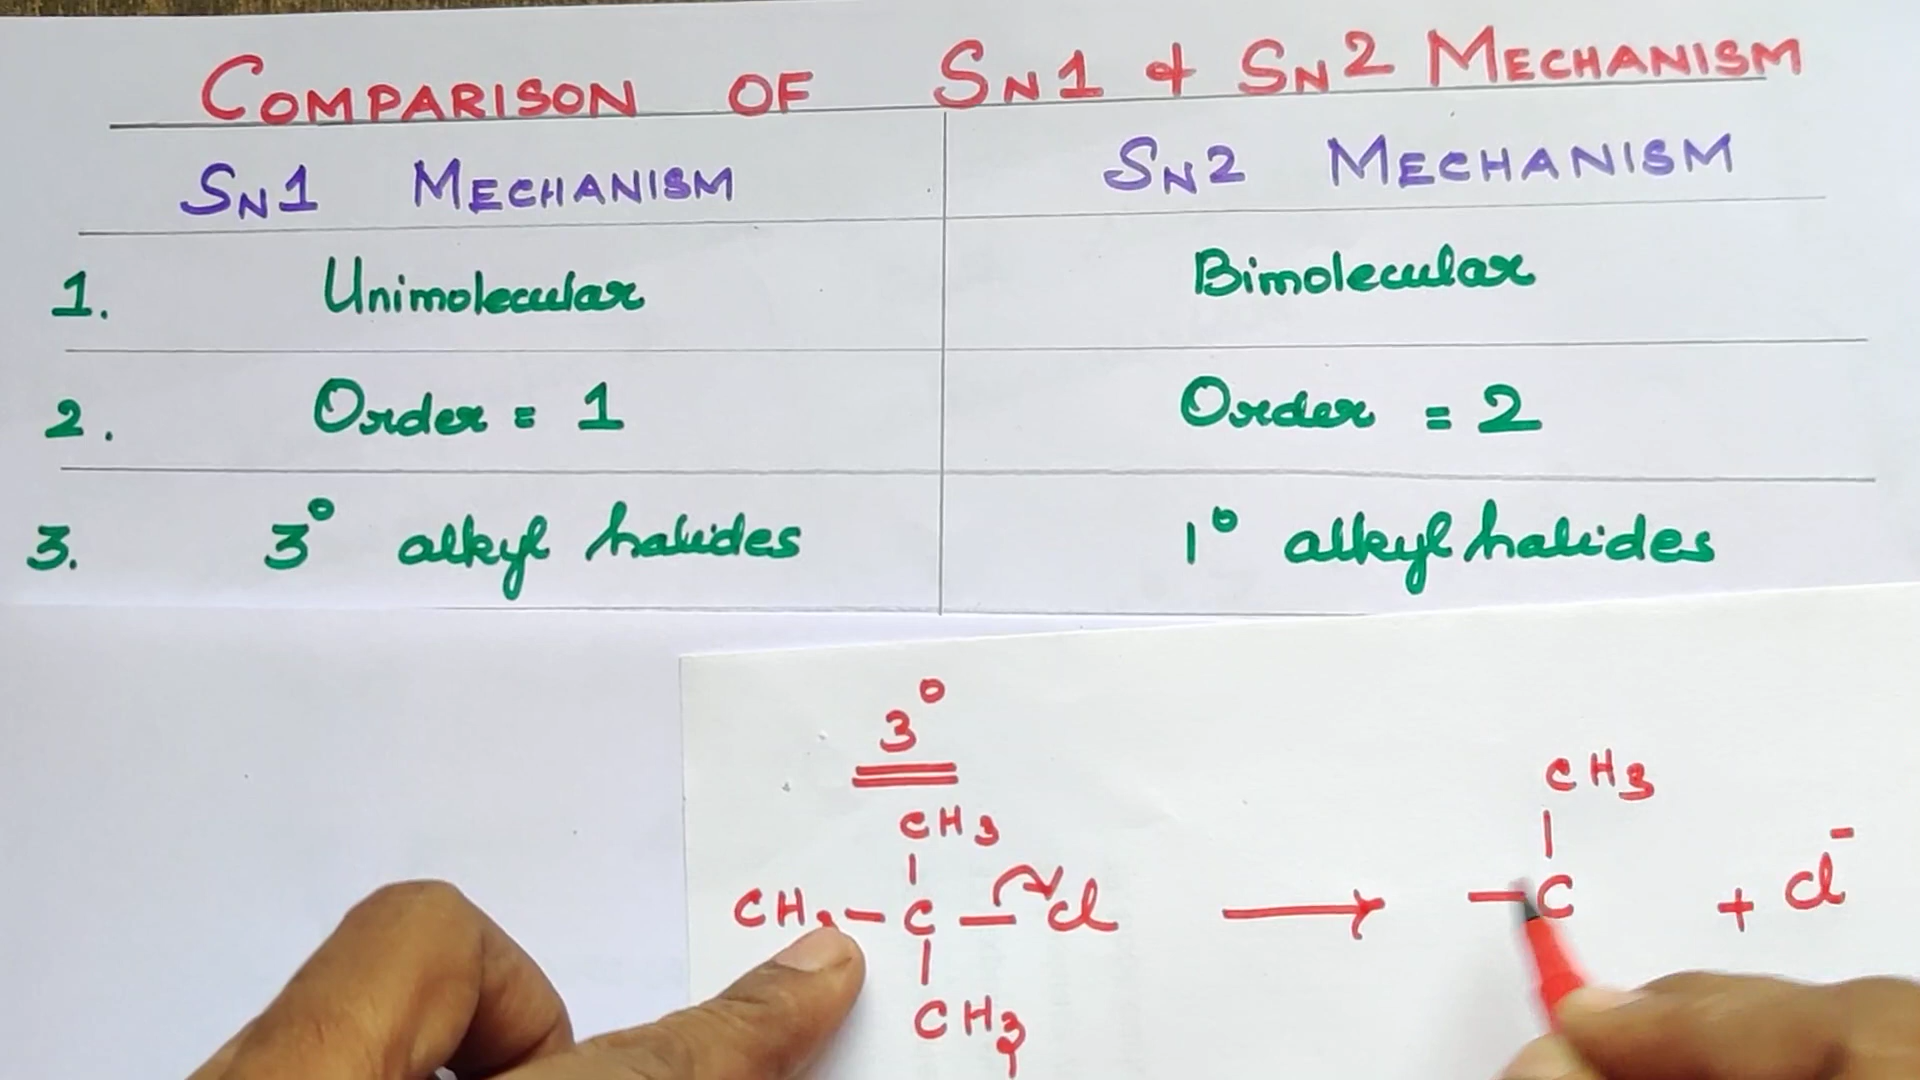 COMPARISON OF SN1 & SN2 MECHANISM
SN1 MECHANISM SN2 MECHANISM
1. Unimolecular Bimolecular
2. Order = 1 Order = 2
3. 3° alkyl halides 1° alkyl halides
3°
CH3
CH3 – C – Cl
CH3
CH3
– C + Cl⁻